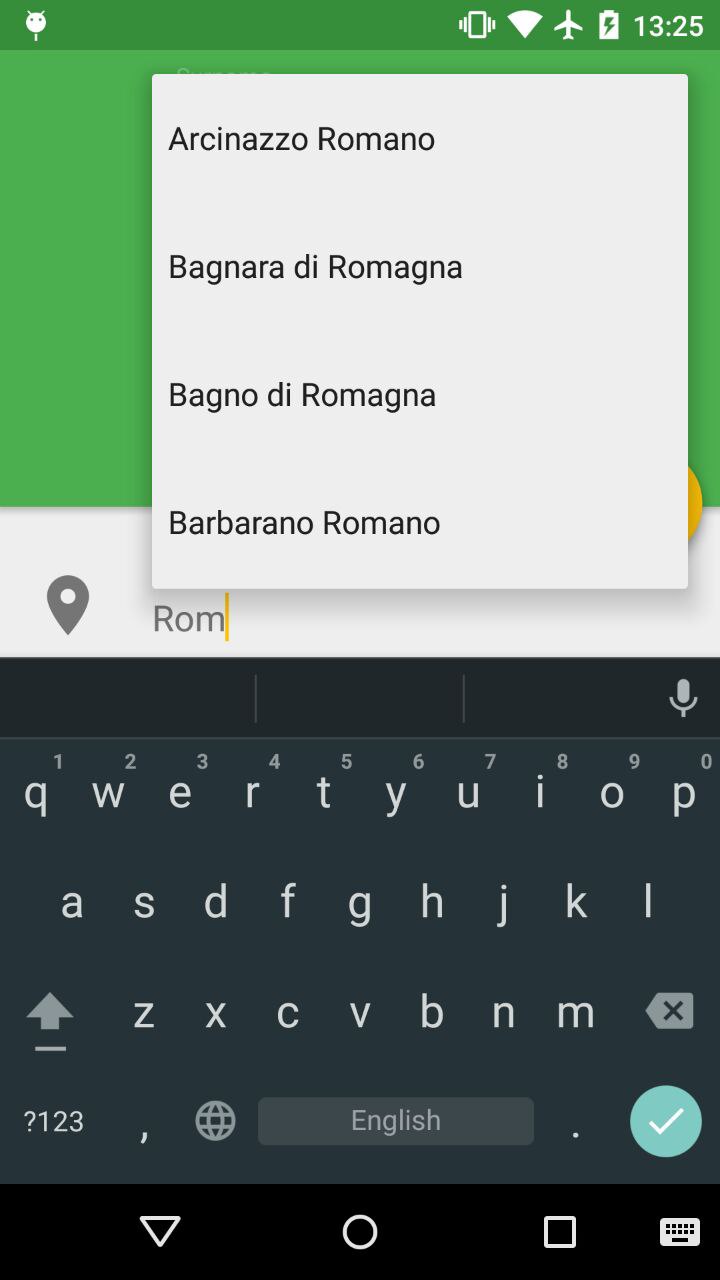 13:25
Surname
Arcinazzo Romano
Bagnara di Romagna
Bagno di Romagna
Barbarano Romano
Rom
1 2 3 4 5 6 7 8 9 0
q w e r t y u i o p
a s d f g h j k l
z x c v b n m
?123 , English .